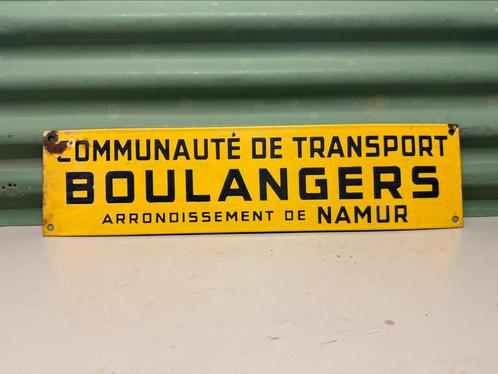 COMMUNAUTÉ DE TRANSPORT
BOULANGERS
ARRONDISSEMENT DE NAMUR